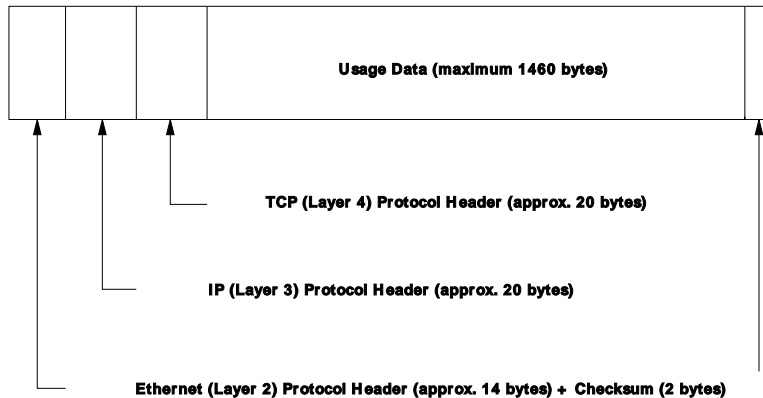 Usage Data (maximum 1460 bytes)
TCP (Layer 4) Protocol Header (approx. 20 bytes)
IP (Layer 3) Protocol Header (approx. 20 bytes)
Ethernet (Layer 2) Protocol Header (approx. 14 bytes) + Checksum (2 bytes)